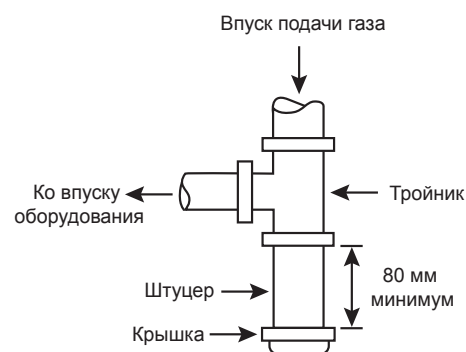 Впуск подачи газа
Ко впуску
оборудования
Тройник
80 мм
минимум
Штуцер
Крышка